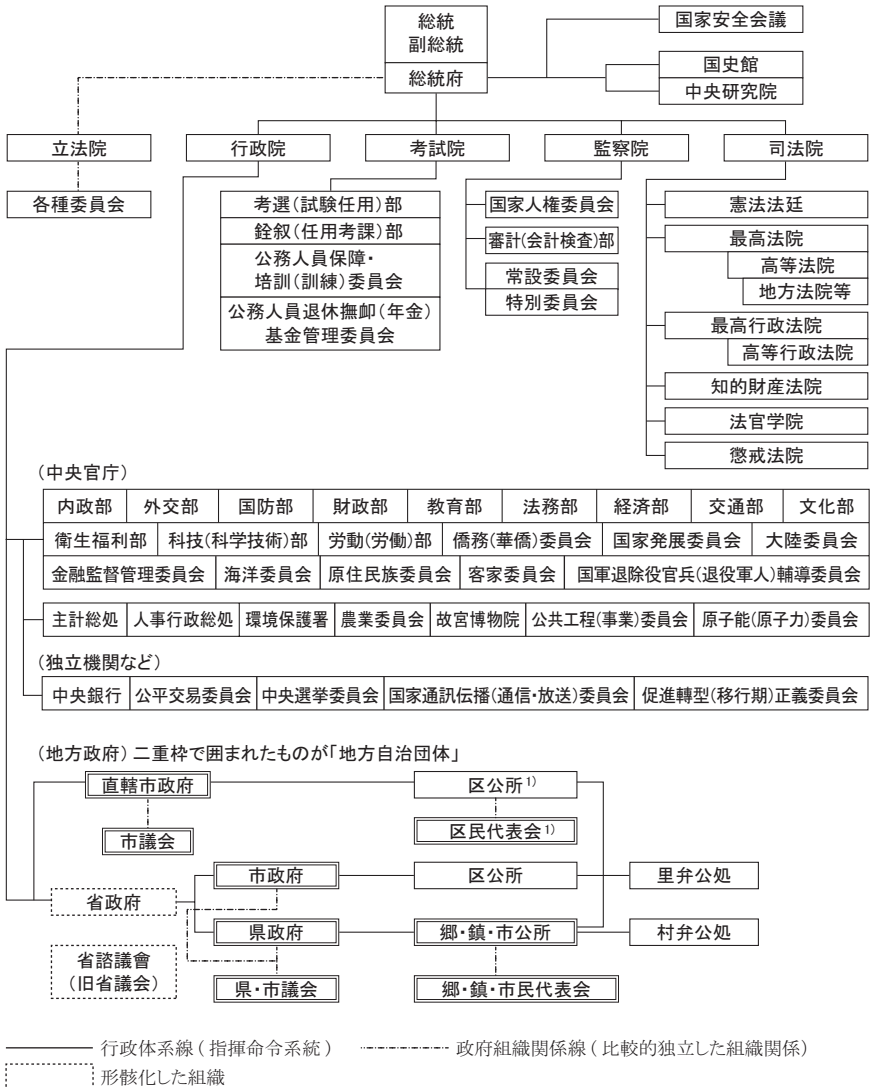 総統
副総統
総統府
国家安全会議
国史館
中央研究院
立法院
行政院
考試院
監察院
司法院
各種委員会
考選(試験任用)部
銓叙(任用考課)部
公務人員保障・
培訓(訓練)委員会
公務人員退休撫卹(年金)
基金管理委員会
国家人権委員会
審計(会計検査)部
常設委員会
特別委員会
憲法法廷
最高法院
高等法院
地方法院等
最高行政法院
高等行政法院
知的財産法院
法官学院
懲戒法院
(中央官庁)
内政部 外交部 国防部 財政部 教育部 法務部 経済部 交通部 文化部
衛生福利部 科技(科学技術)部 労動(労働)部 僑務(華僑)委員会 国家発展委員会 大陸委員会
金融監督管理委員会 海洋委員会 原住民族委員会 客家委員会 国軍退除役官兵(退役軍人)輔導委員会
主計総処 人事行政総処 環境保護署 農業委員会 故宮博物院 公共工程(事業)委員会 原子能(原子力)委員会
(独立機関など)
中央銀行 公平交易委員会 中央選挙委員会 国家通訊伝播(通信・放送)委員会 促進轉型(移行期)正義委員会
(地方政府)二重枠で囲まれたものが「地方自治団体」
直轄市政府
区公所1)
市議会
区民代表会1)
市政府
区公所
里弁公処
省政府
県政府
郷・鎮・市公所
村弁公処
省諮議會
(旧省議会)
県・市議会
郷・鎮・市民代表会
行政体系線(指揮命令系統)
政府組織関係線(比較的独立した組織関係)
形骸化した組織